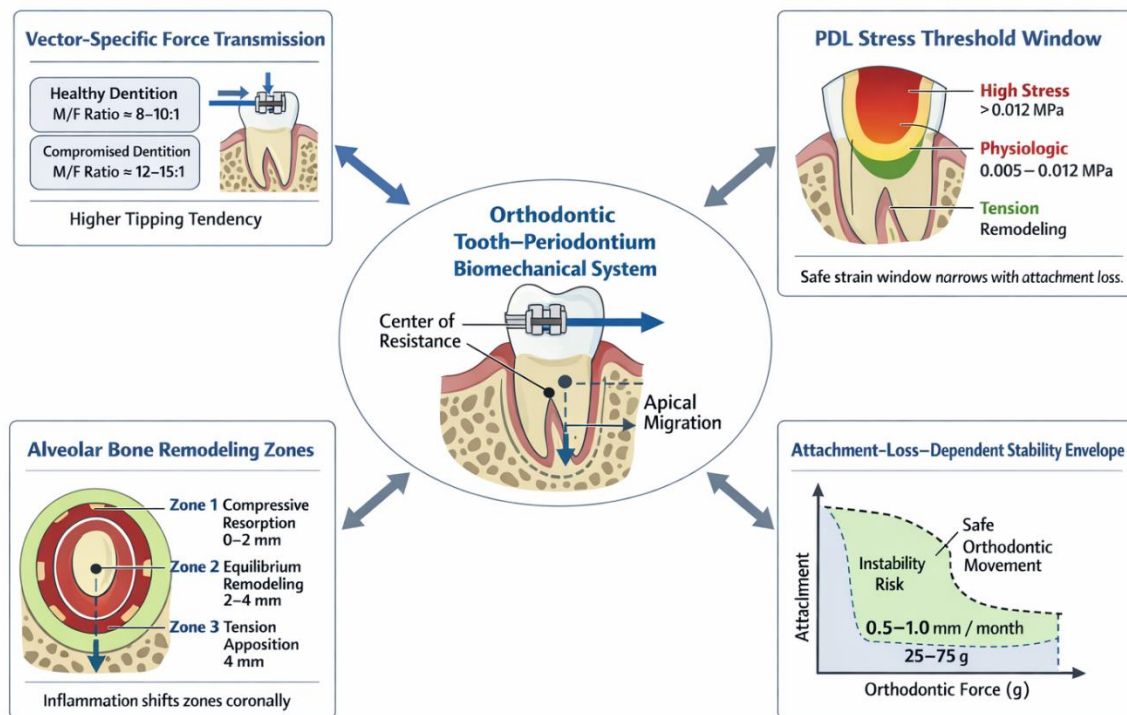 Vector-Specific Force Transmission
Healthy Dentition
M/F Ratio ≈ 8–10:1
Compromised Dentition
M/F Ratio ≈ 12–15:1
Higher Tipping Tendency
PDL Stress Threshold Window
High Stress
>0.012 MPa
Physiologic
0.005 – 0.012 MPa
Tension
Remodeling
Safe strain window narrows with attachment loss.
Orthodontic
Tooth–Periodontium
Biomechanical System
Center of
Resistance
Apical
Migration
Alveolar Bone Remodeling Zones
Zone 1 Compressive
Resorption
0–2 mm
Zone 2 Equilibrium
Remodeling
2–4 mm
Zone 3 Tension
Apposition
4 mm
Inflammation shifts zones coronally
Attachment–Loss–Dependent Stability Envelope
Attachment
Safe
Orthodontic
Movement
Instability
Risk
0.5–1.0 mm / month
25–75 g
Orthodontic Force (g)